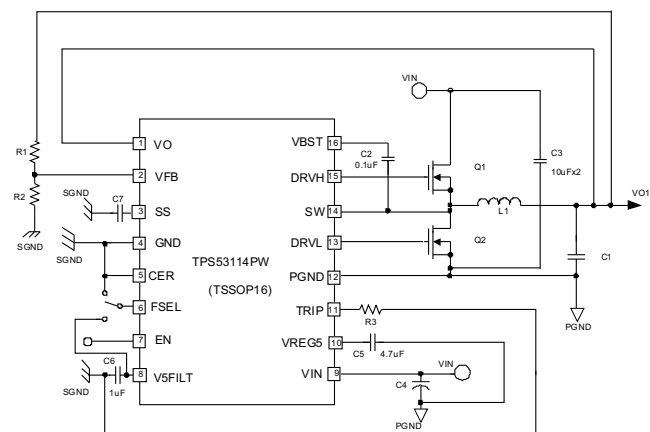 VIN
R1
VO
VBST
C2
0.1uF
Q1
C3
10uFx2
1
16
VFB
DRVH
2
15
R2
SGND
C7
SS
SW
3
14
L1
VO1
SGND
GND
DRVL
4
13
Q2
SGND
TPS53114PW
(TSSOP16)
CER
PGND
5
12
C1
FSEL
TRIP
6
11
R3
PGND
EN
VREG5
7
10
C5
4.7uF
C6
1uF
V5FILT
VIN
8
9
VIN
SGND
C4
PGND